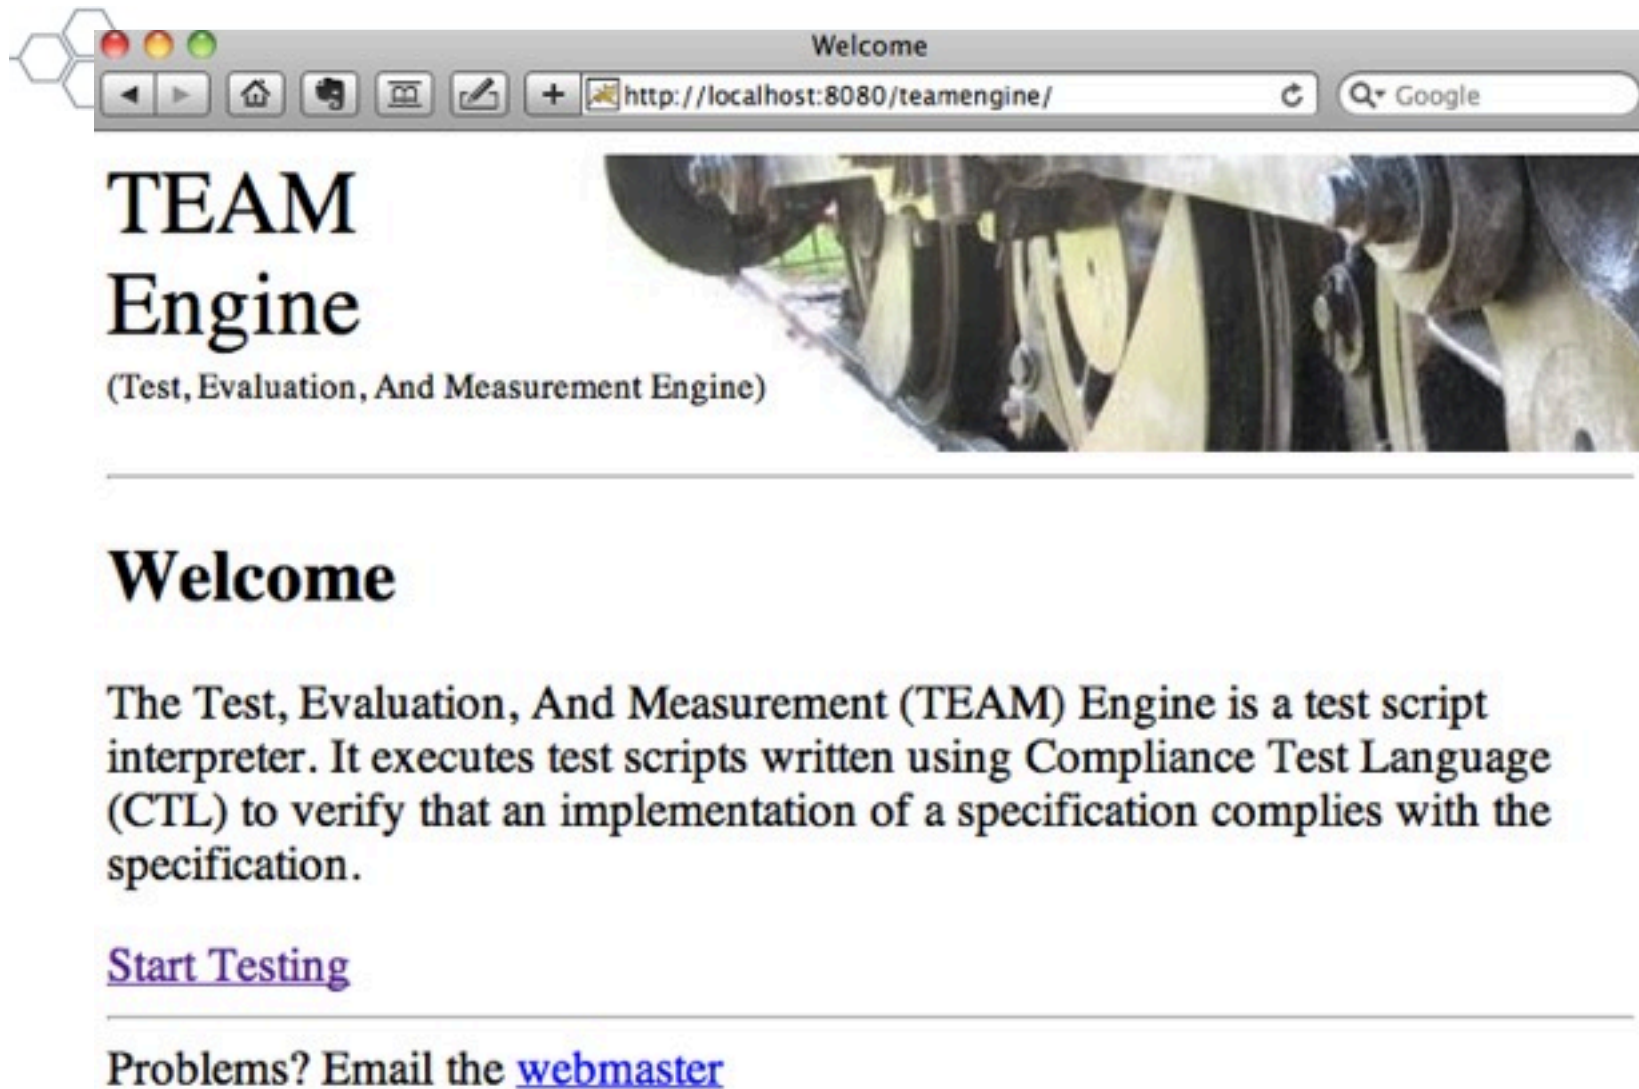 Welcome
http://localhost:8080/teamengine/
Google
TEAM
Engine
(Test, Evaluation, And Measurement Engine)
Welcome
The Test, Evaluation, And Measurement (TEAM) Engine is a test script
interpreter. It executes test scripts written using Compliance Test Language
(CTL) to verify that an implementation of a specification complies with the
specification.
Start Testing
Problems? Email the webmaster